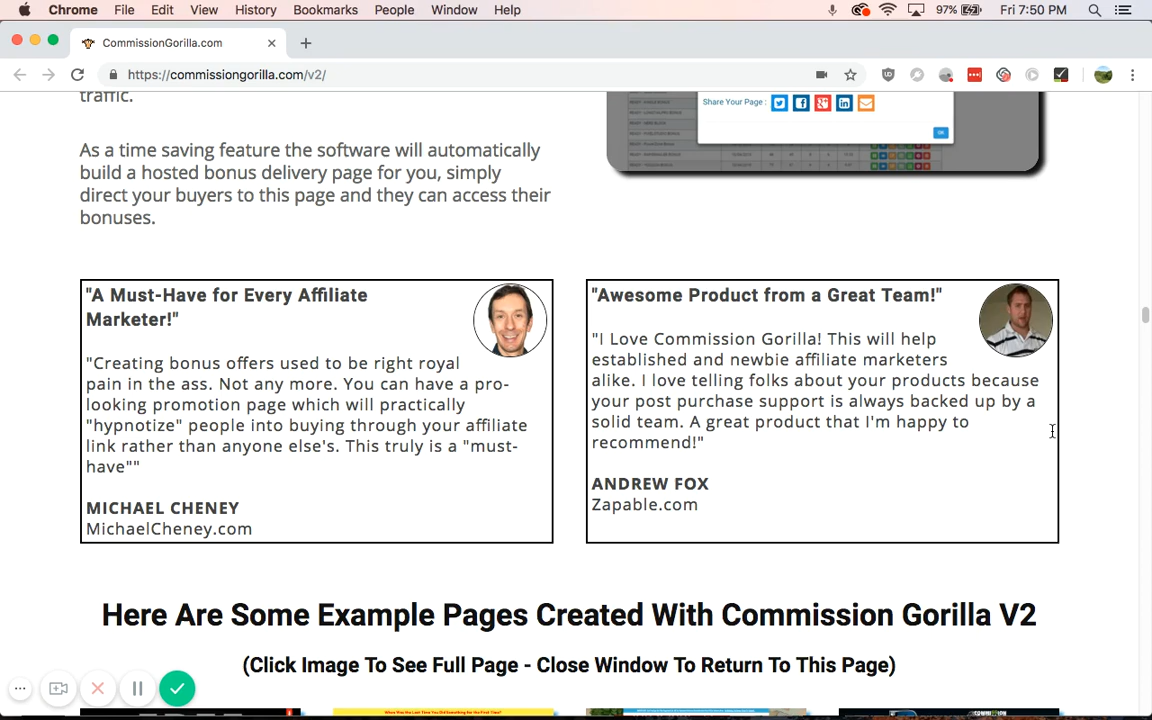 Chrome File Edit View History Bookmarks People Window Help 97% Fri 7:50 PM
CommissionGorilla.com
https://commissiongorilla.com/v2/
traffic.
Share Your Page :
OK
As a time saving feature the software will automatically
build a hosted bonus delivery page for you, simply
direct your buyers to this page and they can access their
bonuses.
"A Must-Have for Every Affiliate
Marketer!"
"Creating bonus offers used to be right royal
pain in the ass. Not any more. You can have a pro-
looking promotion page which will practically
"hypnotize" people into buying through your affiliate
link rather than anyone else's. This truly is a "must-
have""
MICHAEL CHENEY
MichaelCheney.com
"Awesome Product from a Great Team!"
"I Love Commission Gorilla! This will help
established and newbie affiliate marketers
alike. I love telling folks about your products because
your post purchase support is always backed up by a
solid team. A great product that I'm happy to
recommend!"
ANDREW FOX
Zapable.com
Here Are Some Example Pages Created With Commission Gorilla V2
(Click Image To See Full Page - Close Window To Return To This Page)